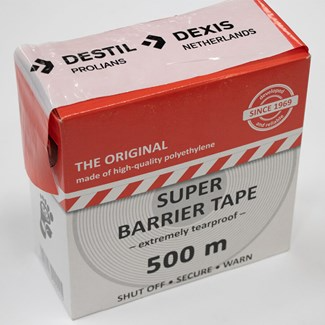 DESTIL
PROLIANS
DEXIS
NETHERLANDS
SINCE 1969
THE ORIGINAL
made of high-quality polyethylene
SUPER
BARRIER TAPE
– extremely tearproof –
500 m
SHUT OFF • SECURE • WARN